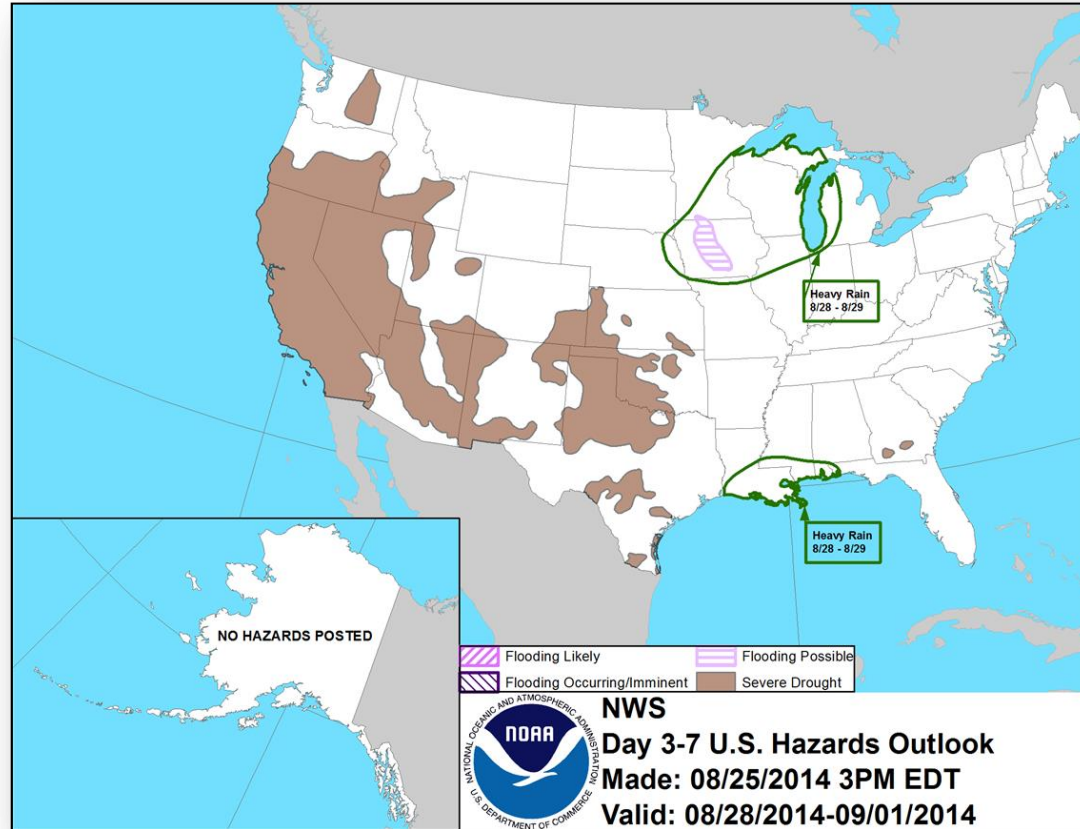 Heavy Rain
8/28 - 8/29
Heavy Rain
8/28 - 8/29
NO HAZARDS POSTED
Flooding Likely
Flooding Possible
Flooding Occurring/Imminent
Severe Drought
NATIONAL OCEANIC AND ATMOSPHERIC ADMINISTRATION
NOAA
U.S. DEPARTMENT OF COMMERCE
NWS
Day 3-7 U.S. Hazards Outlook
Made: 08/25/2014 3PM EDT
Valid: 08/28/2014-09/01/2014